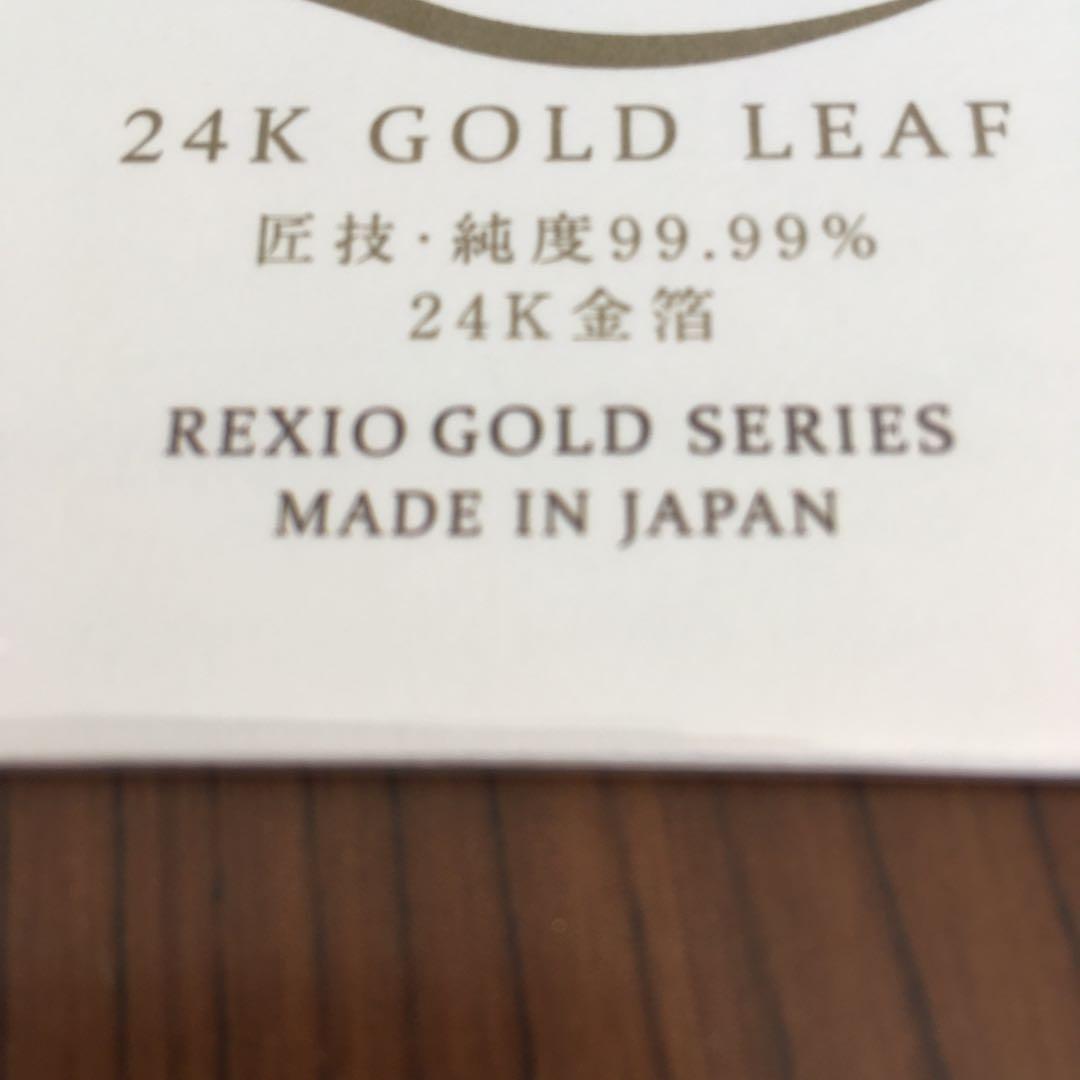 24K GOLD LEAF
匠技·純度99.99%
24K金箔
REXIO GOLD SERIES
MADE IN JAPAN